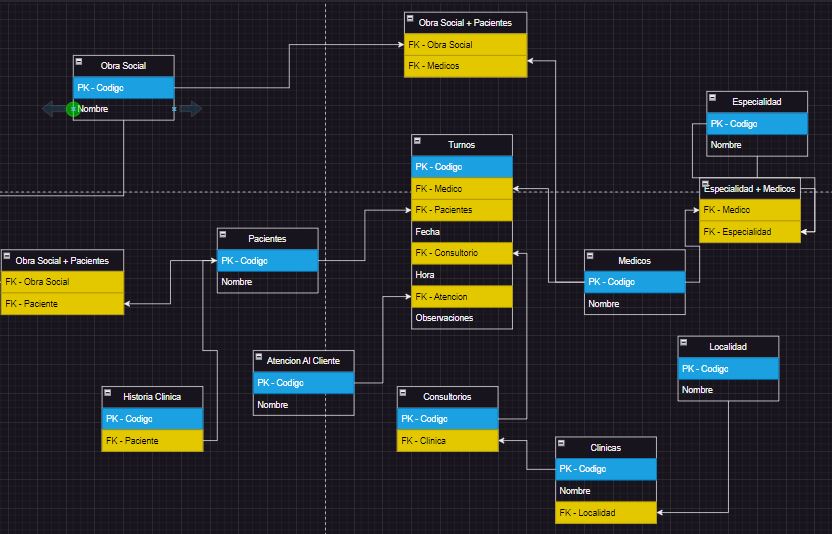 Obra Social + Pacientes
FK - Obra Social
FK - Medicos
Obra Social
PK - Codigo
Nombre
Especialidad
PK - Codigo
Nombre
Turnos
PK - Codigo
FK - Medico
FK - Pacientes
Fecha
FK - Consultorio
Hora
FK - Atencion
Observaciones
Especialidad + Medicos
FK - Medico
FK - Especialidad
Pacientes
PK - Codigo
Nombre
Obra Social + Pacientes
FK - Obra Social
FK - Paciente
Medicos
PK - Codigo
Nombre
Localidad
PK - Codigo
Nombre
Atencion Al Cliente
PK - Codigo
Nombre
Historia Clinica
PK - Codigo
FK - Paciente
Consultorios
PK - Codigo
FK - Clinica
Clinicas
PK - Codigo
Nombre
FK - Localidad